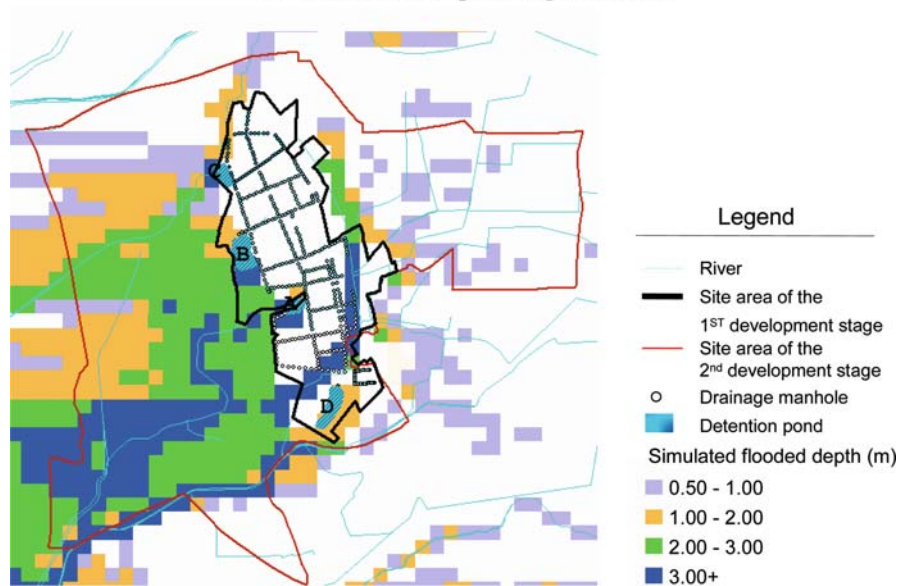 C
B
A
D
Legend
River
Site area of the
1ST development stage
Site area of the
2nd development stage
Drainage manhole
Detention pond
Simulated flooded depth (m)
0.50 - 1.00
1.00 - 2.00
2.00 - 3.00
3.00+